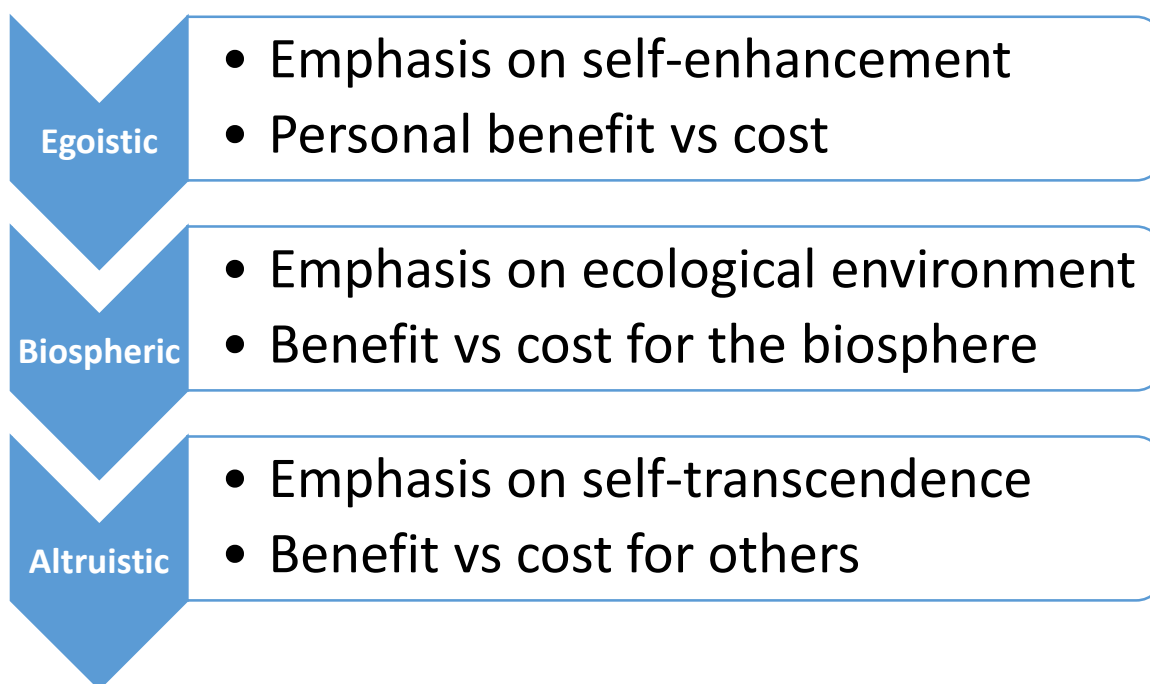 Egoistic
• Emphasis on self-enhancement
• Personal benefit vs cost
Biospheric
• Emphasis on ecological environment
• Benefit vs cost for the biosphere
Altruistic
• Emphasis on self-transcendence
• Benefit vs cost for others